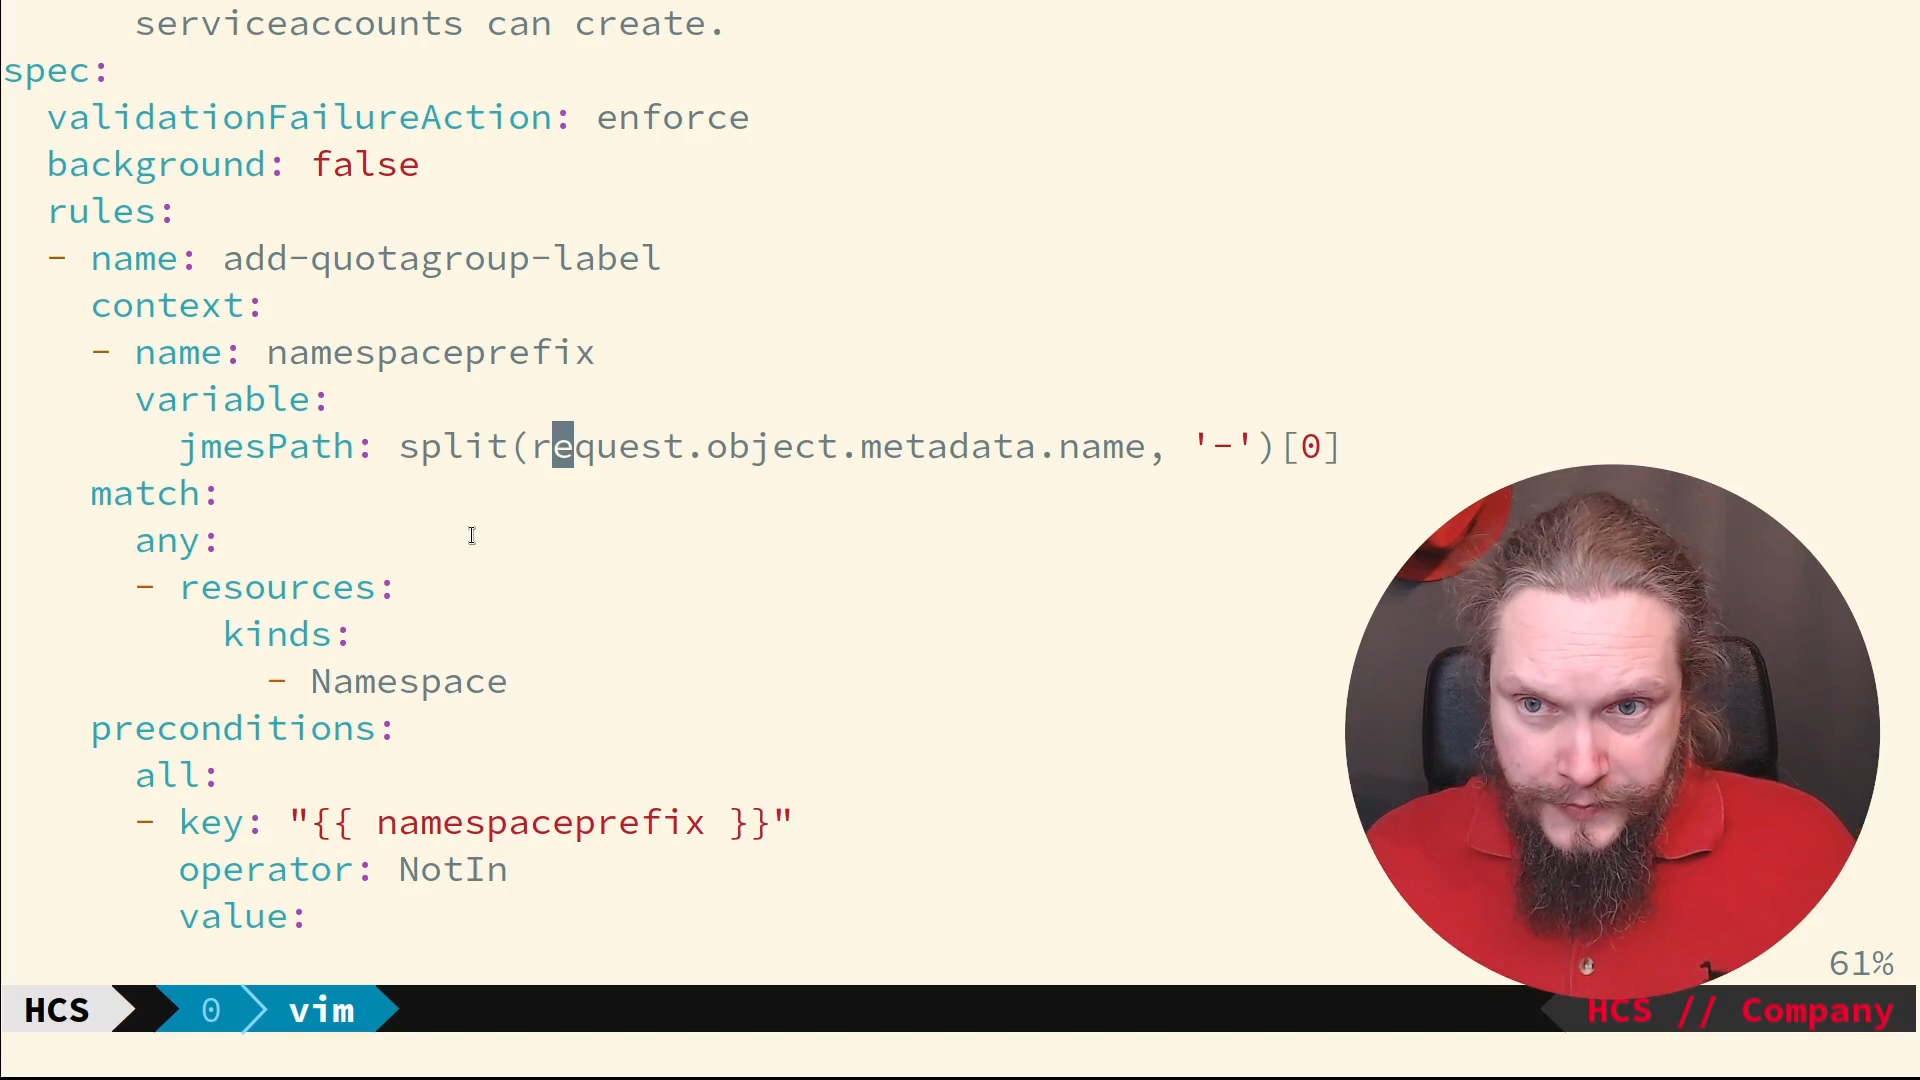 serviceaccounts can create.
spec:
  validationFailureAction: enforce
  background: false
  rules:
  - name: add-quotagroup-label
    context:
    - name: namespaceprefix
      variable:
        jmesPath: split(request.object.metadata.name, '-')[0]
    match:
      any:
      - resources:
          kinds:
            - Namespace
    preconditions:
      all:
      - key: "{{ namespaceprefix }}"
        operator: NotIn
        value:
61%
HCS 0 vim HCS // Company